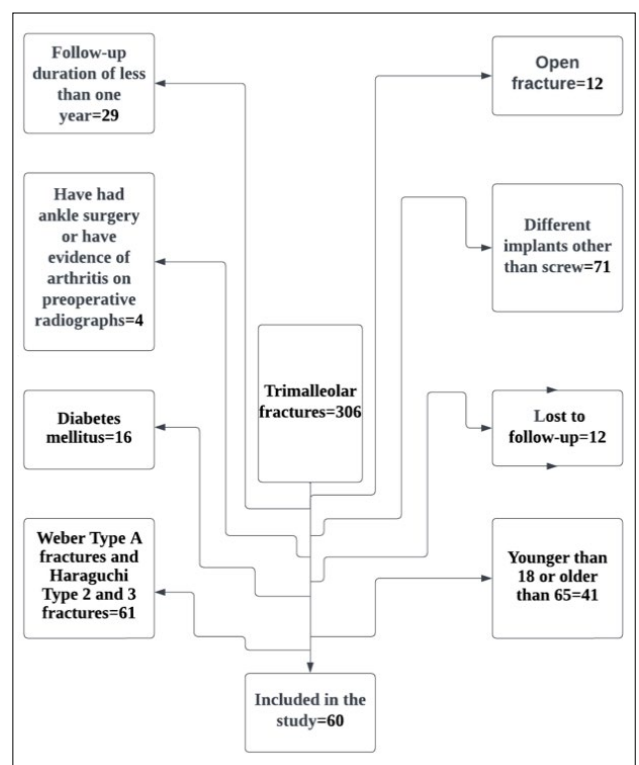 Follow-up
duration of less
than one
year=29
Open
fracture=12
Have had
ankle surgery
or have
evidence of
arthritis on
preoperative
radiographs=4
Different
implants other
than screw=71
Trimalleolar
fractures=306
Diabetes
mellitus=16
Lost to
follow-up=12
Weber Type A
fractures and
Haraguchi
Type 2 and 3
fractures=61
Younger than
18 or older
than 65=41
Included in the
study=60